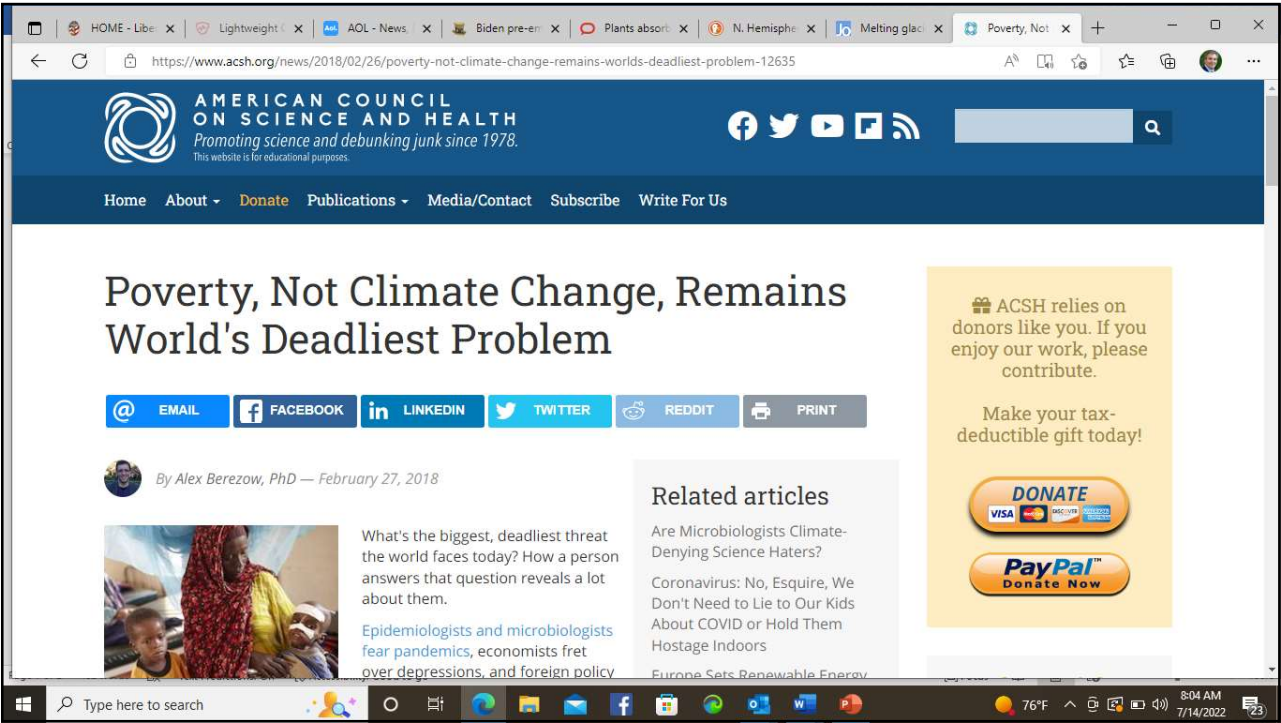 HOME - Libe
Lightweight
AOL - News,
Aol.
Biden pre-em
Plants absorb
N. Hemisphe
Melting glaci
Poverty, Not
https://www.acsh.org/news/2018/02/26/poverty-not-climate-change-remains-worlds-deadliest-problem-12635
AMERICAN COUNCIL
ON SCIENCE AND HEALTH
Promoting science and debunking junk since 1978.
This website is for educational purposes.
Home About Donate Publications Media/Contact Subscribe Write For Us
Poverty, Not Climate Change, Remains
World's Deadliest Problem
EMAIL FACEBOOK LINKEDIN TWITTER REDDIT PRINT
By Alex Berezow, PhD — February 27, 2018
What's the biggest, deadliest threat
the world faces today? How a person
answers that question reveals a lot
about them.
Epidemiologists and microbiologists
fear pandemics, economists fret
over depressions, and foreign policy
Related articles
Are Microbiologists Climate-
Denying Science Haters?
Coronavirus: No, Esquire, We
Don't Need to Lie to Our Kids
About COVID or Hold Them
Hostage Indoors
Europe Sets Renewable Energy
ACSH relies on
donors like you. If you
enjoy our work, please
contribute.
Make your tax-
deductible gift today!
DONATE
VISA
PayPal™
Donate Now
Type here to search
76°F
8:04 AM
7/14/2022
23